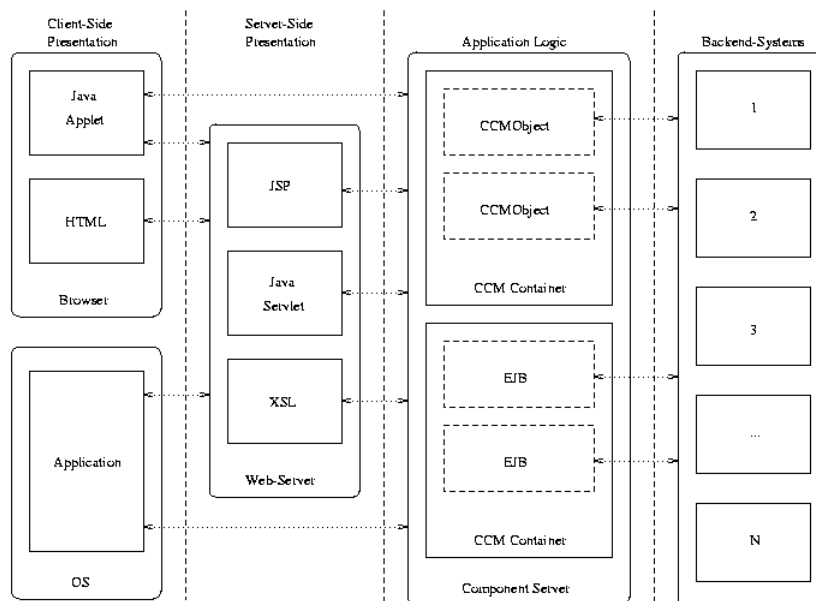 Client-Side
Presentation
Server-Side
Presentation
Application Logic
Backend-Systems
Java
Applet
HTML
Browser
Application
OS
JSP
Java
Servlet
XSL
Web-Server
CCMObject
CCMObject
CCM Container
EJB
EJB
CCM Container
Component Server
1
2
3
...
N